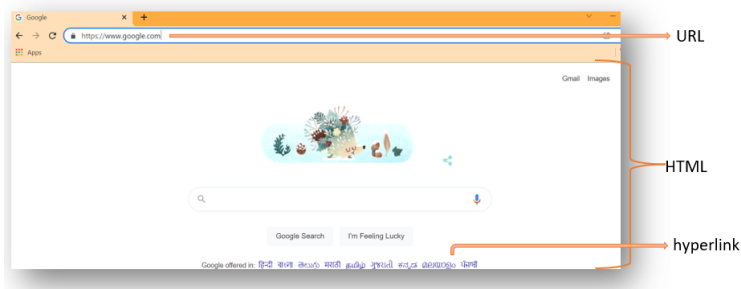 Google
https://www.google.com
URL
Apps
Gmail Images
HTML
Google Search I'm Feeling Lucky
hyperlink
Google offered in: हिन्दी বাংলা తెలుగు मराठी தமிழ் ગુજરાતી ಕನ್ನಡ മലയാളം ਪੰਜਾਬੀ